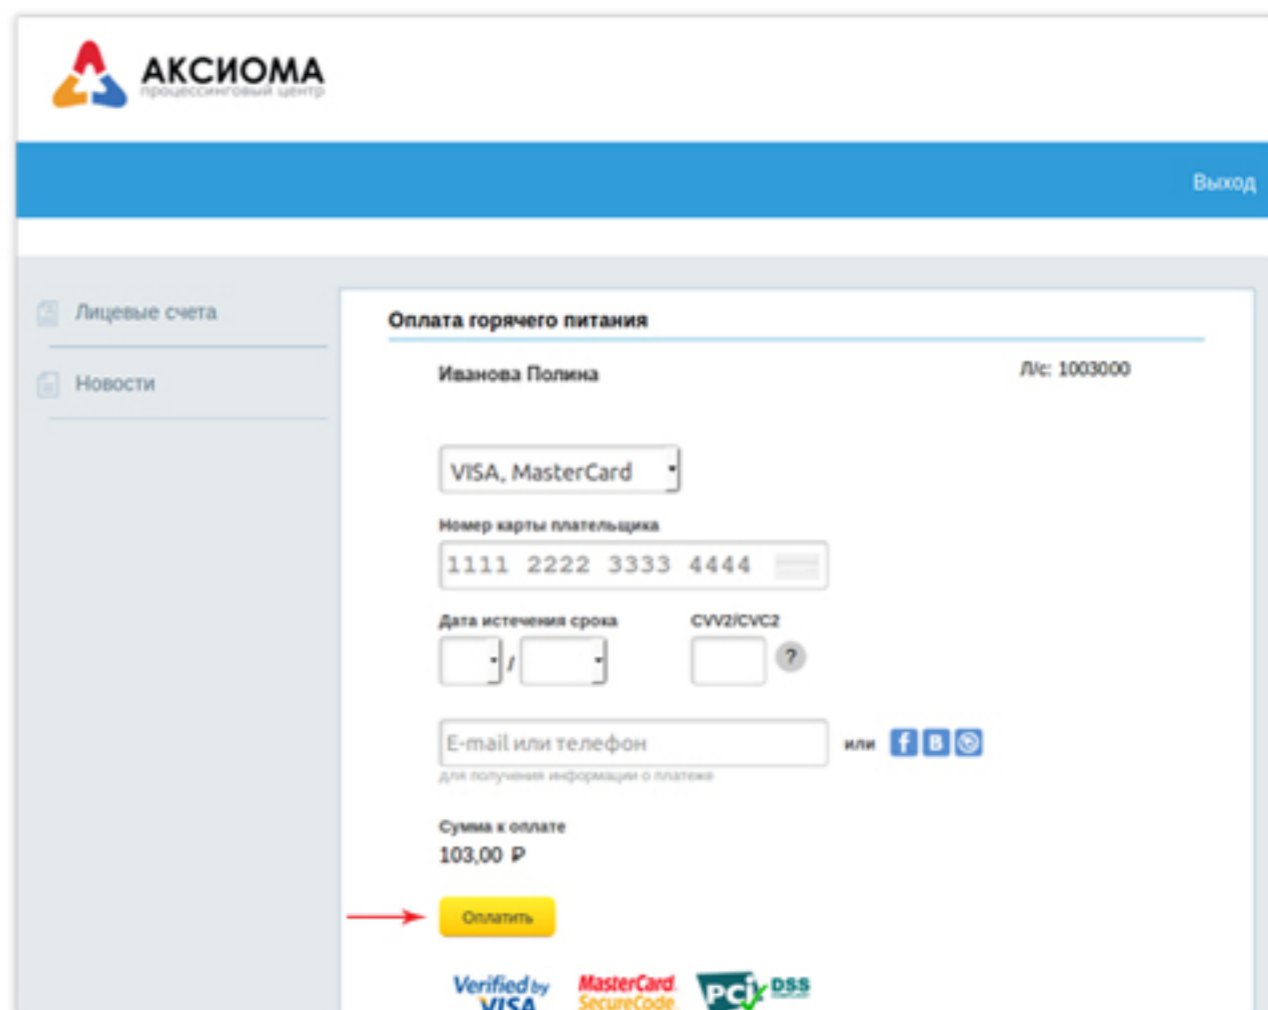 АКСИОМА
процессинговый центр
Выход
Лицевые счета
Новости
Оплата горячего питания
Иванова Полина
Л/с: 1003000
VISA, MasterCard
Номер карты плательщика
1111 2222 3333 4444
Дата истечения срока
CVV2/CVC2
/
?
E-mail или телефон
или
f В
для получения информации о платеже
Сумма к оплате
103,00 ₽
Оплатить
Verified by
VISA
MasterCard.
SecureCode.
PCI DSS